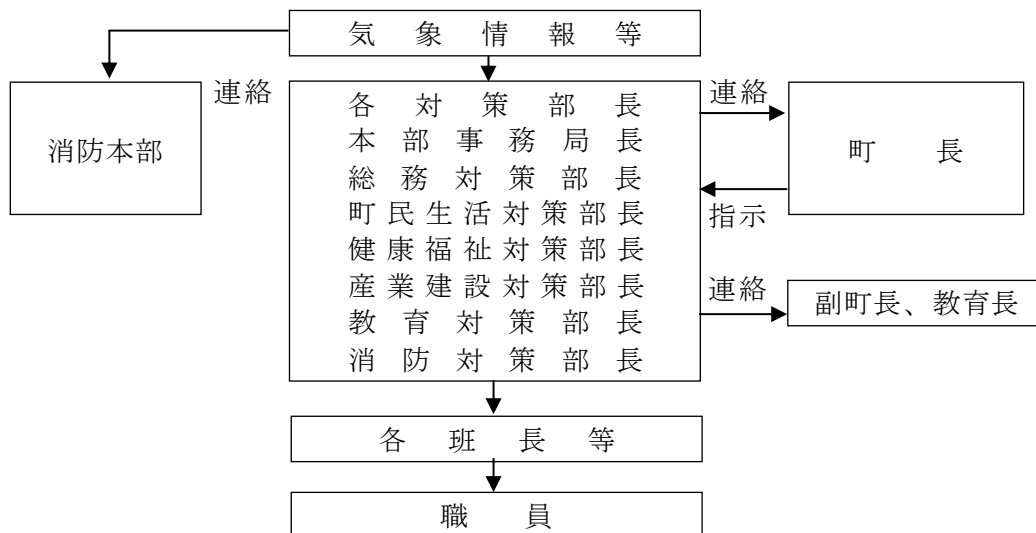 気象情報等
連絡
消防本部
各対策部長
本部事務局長
総務対策部長
町民生活対策部長
健康福祉対策部長
産業建設対策部長
教育対策部長
消防対策部長
連絡
町長
指示
連絡
副町長、教育長
各班長等
職員